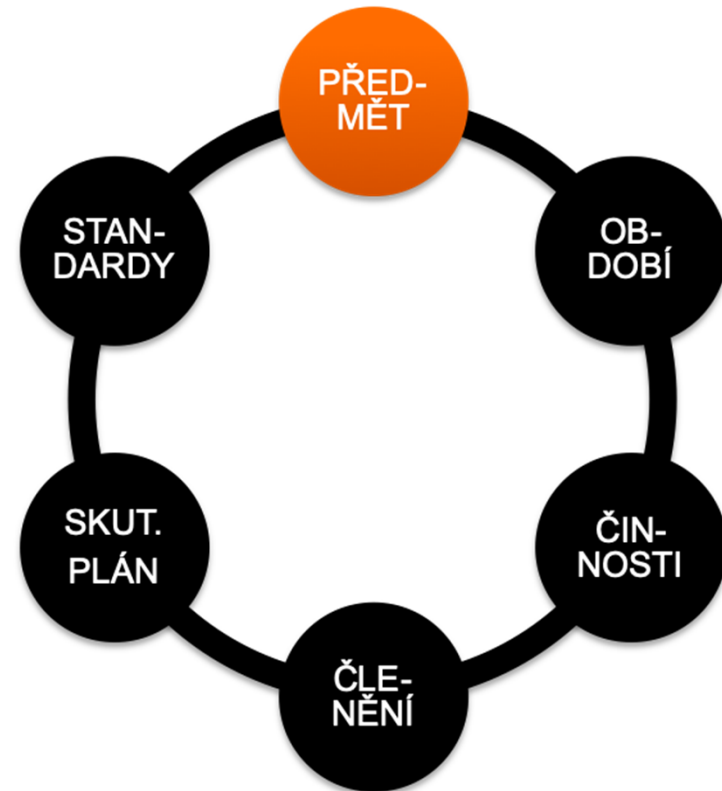 PŘED-
MĚT
OB-
DOBÍ
ČIN-
NOSTI
ČLE-
NĚNÍ
SKUT.
PLÁN
STAN-
DARDY